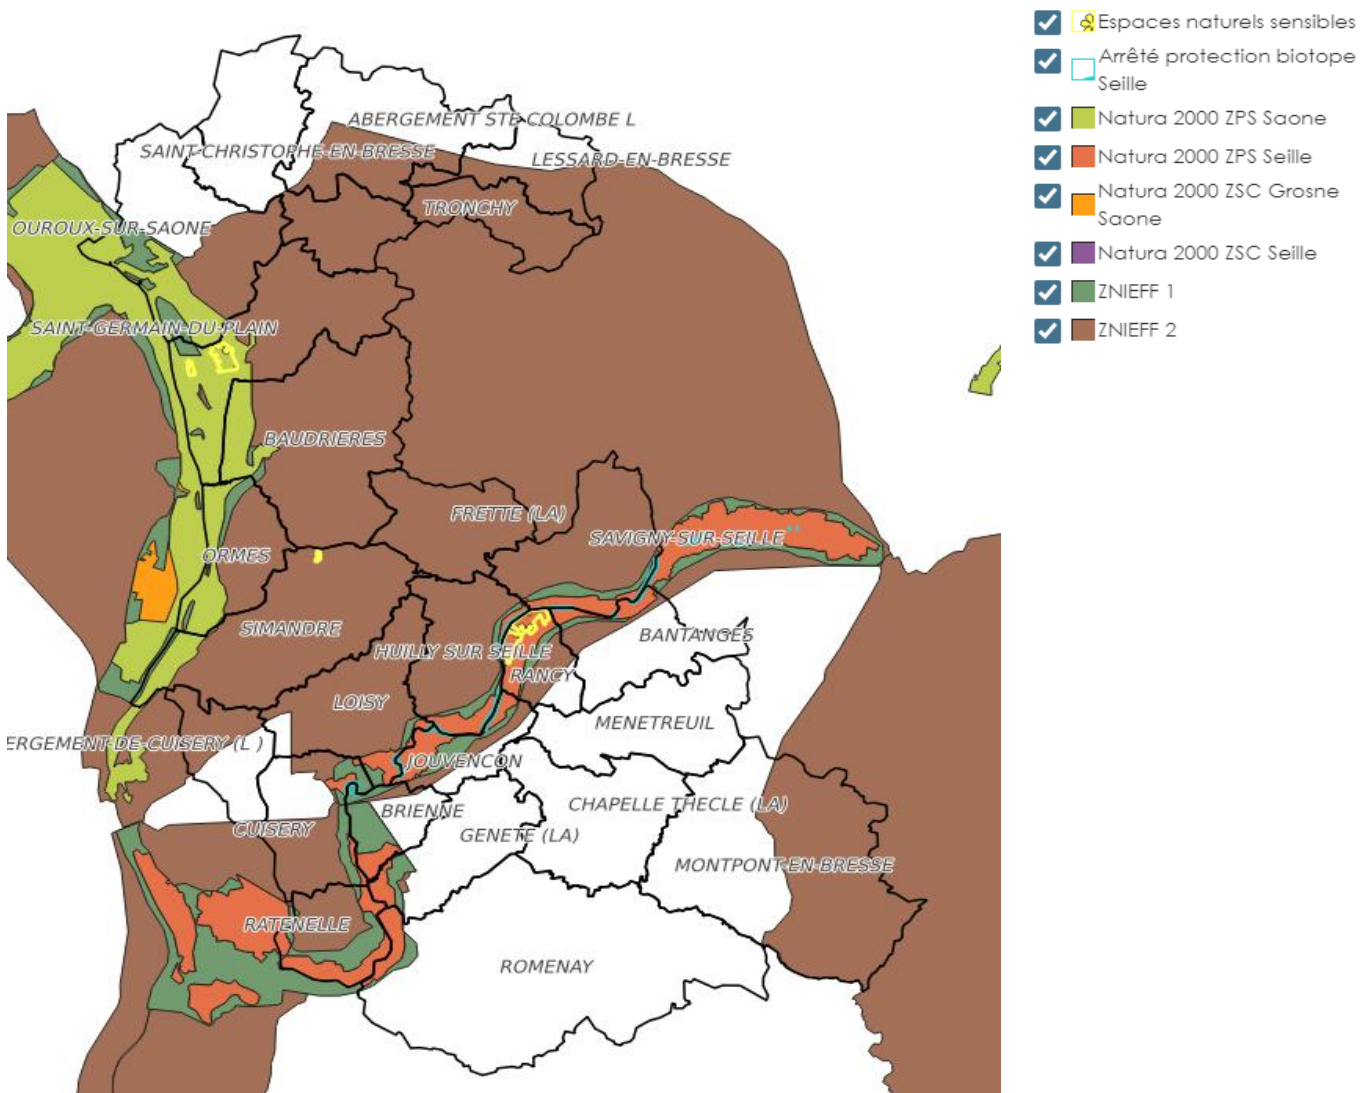 Espaces naturels sensibles
Arrêté protection biotope
Seille
Natura 2000 ZPS Saone
Natura 2000 ZPS Seille
Natura 2000 ZSC Grosne
Saone
Natura 2000 ZSC Seille
ZNIEFF 1
ZNIEFF 2
ABERGEMENT STE COLOMBE L
SAINT-CHRISTOPHE-EN-BRESSE
LESSARD-EN-BRESSE
TRONCHY
OUROUX-SUR-SAONE
SAINT-GERMAIN-DU-PLAIN
BAUDRIERES
FRETTE (LA)
SAVIGNY-SUR-SEILLE
ORMES
SIMANDRE
BANTANGES
HUILLY SUR SEILLE
RANCY
LOISY
MENETREUIL
ERGEMENT-DE-CUISERY (L )
JOUVENCON
BRIENNE
CHAPELLE THECLE (LA)
CUISERY
GENETE (LA)
MONTPONT-EN-BRESSE
RATENELLE
ROMENAY